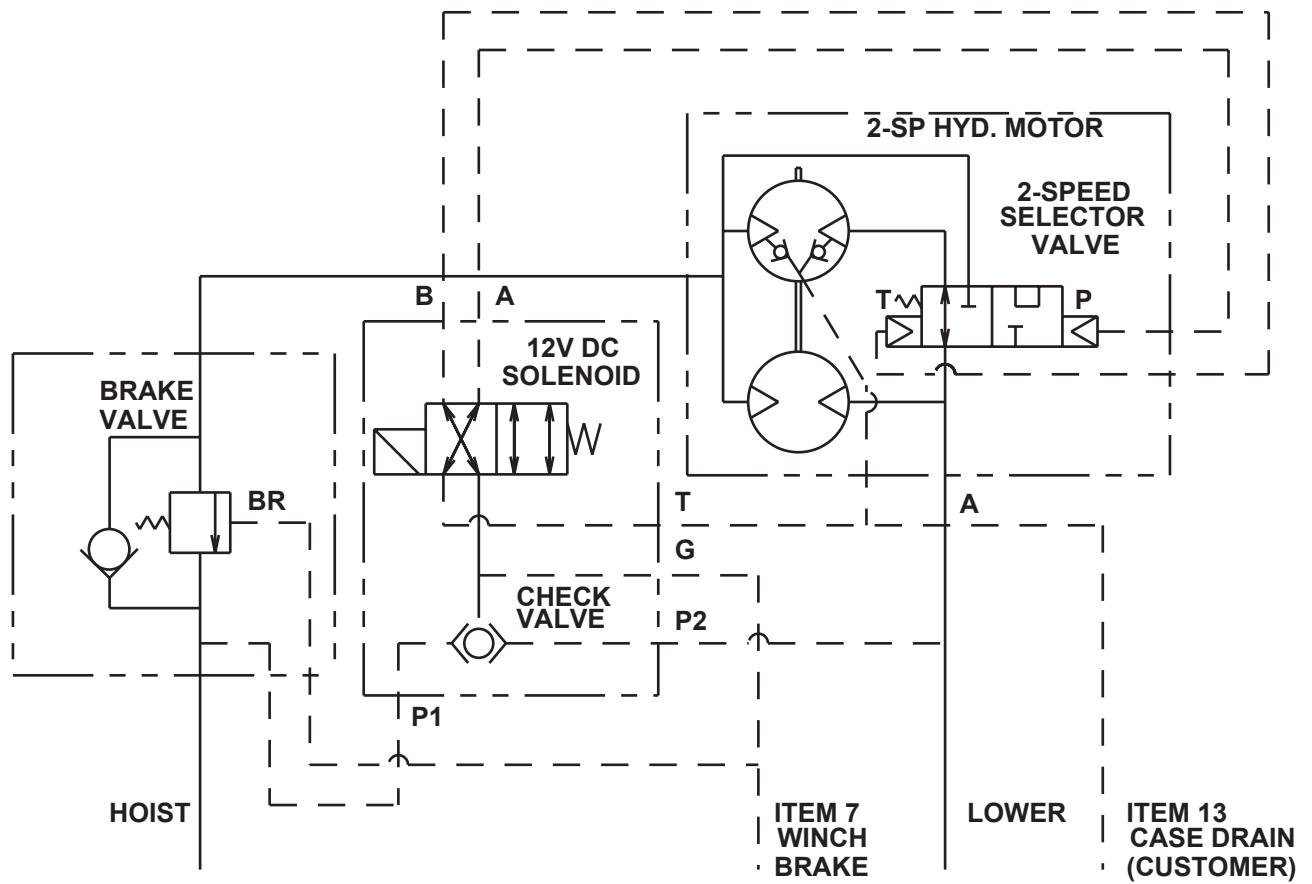 2-SP HYD. MOTOR
2-SPEED
SELECTOR
VALVE
B
A
T
P
12V DC
SOLENOID
BRAKE
VALVE
BR
T
A
G
CHECK
VALVE
P2
P1
HOIST
ITEM 7
WINCH
BRAKE
LOWER
ITEM 13
CASE DRAIN
(CUSTOMER)